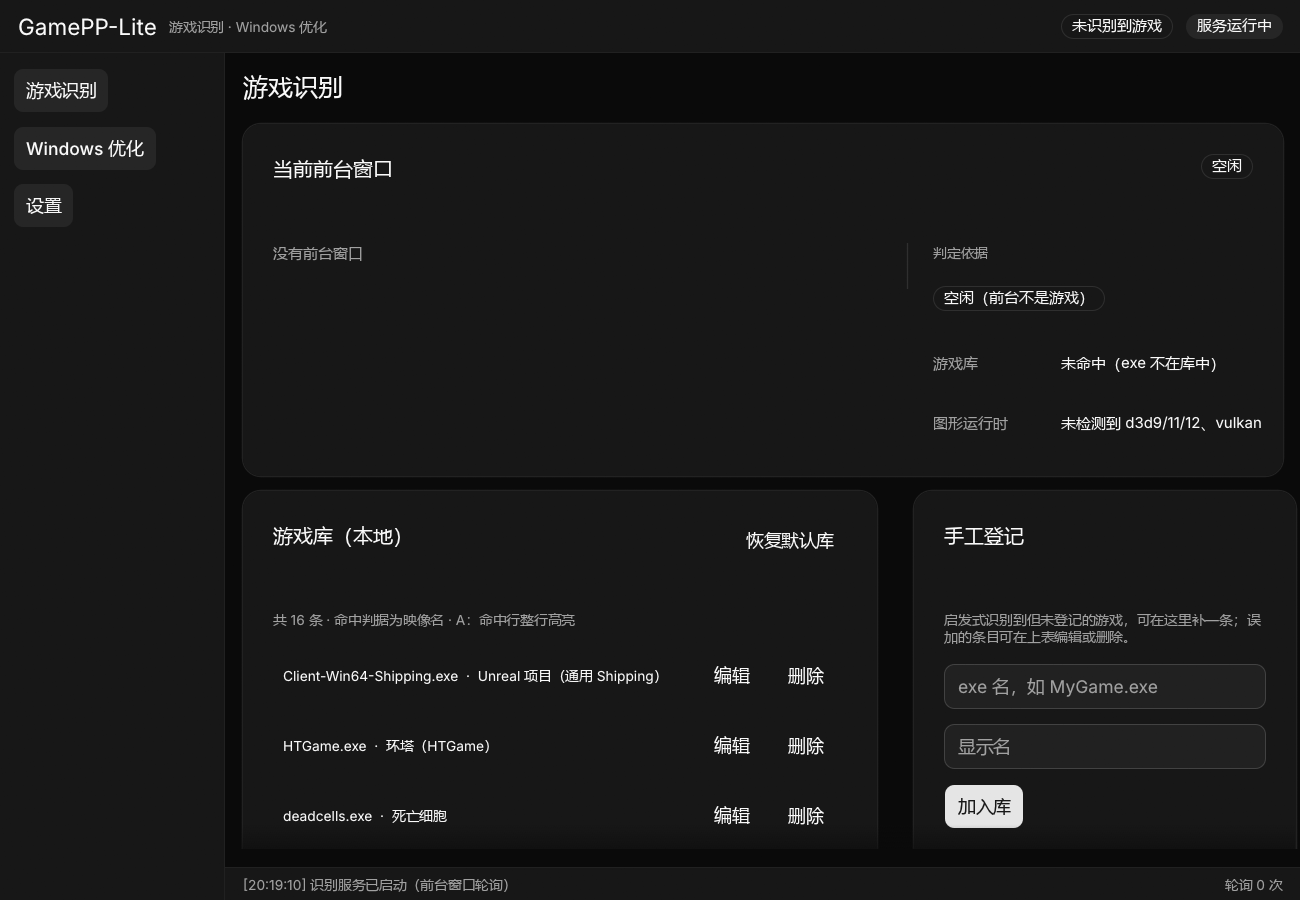 GamePP-Lite 游戏识别 · Windows 优化 未识别到游戏 服务运行中
游戏识别
Windows 优化
设置
游戏识别
当前前台窗口 空闲
没有前台窗口
判定依据
空闲（前台不是游戏）
游戏库 未命中（exe 不在库中）
图形运行时 未检测到 d3d9/11/12、vulkan
游戏库（本地） 恢复默认库
共 16 条 · 命中判据为映像名 · A：命中行整行高亮
Client-Win64-Shipping.exe · Unreal 项目（通用 Shipping） 编辑 删除
HTGame.exe · 环塔（HTGame） 编辑 删除
deadcells.exe · 死亡细胞 编辑 删除
手工登记
启发式识别到但未登记的游戏，可在这里补一条；误
加的条目可在上表编辑或删除。
exe 名，如 MyGame.exe
显示名
加入库
[20:19:10] 识别服务已启动（前台窗口轮询） 轮询 0 次